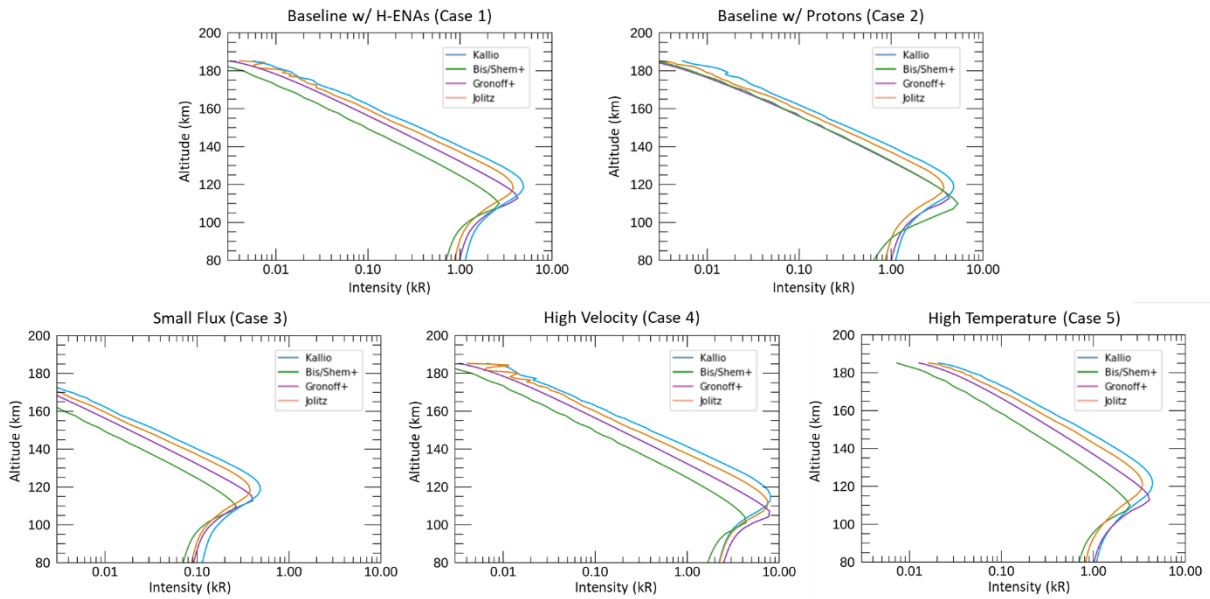 Baseline w/ H-ENAs (Case 1)
200
180
160
140
120
100
80
Altitude (km)
Kallio
Bis/Shem+
Gronoff+
Jolitz
0.01
0.10
1.00
10.00
Intensity (kR)
Baseline w/ Protons (Case 2)
200
180
160
140
120
100
80
Altitude (km)
Kallio
Bis/Shem+
Gronoff+
Jolitz
0.01
0.10
1.00
10.00
Intensity (kR)
Small Flux (Case 3)
200
180
160
140
120
100
80
Altitude (km)
Kallio
Bis/Shem+
Gronoff+
Jolitz
0.01
0.10
1.00
10.00
Intensity (kR)
High Velocity (Case 4)
200
180
160
140
120
100
80
Altitude (km)
Kallio
Bis/Shem+
Gronoff+
Jolitz
0.01
0.10
1.00
10.00
Intensity (kR)
High Temperature (Case 5)
200
180
160
140
120
100
80
Altitude (km)
Kallio
Bis/Shem+
Gronoff+
Jolitz
0.01
0.10
1.00
10.00
Intensity (kR)